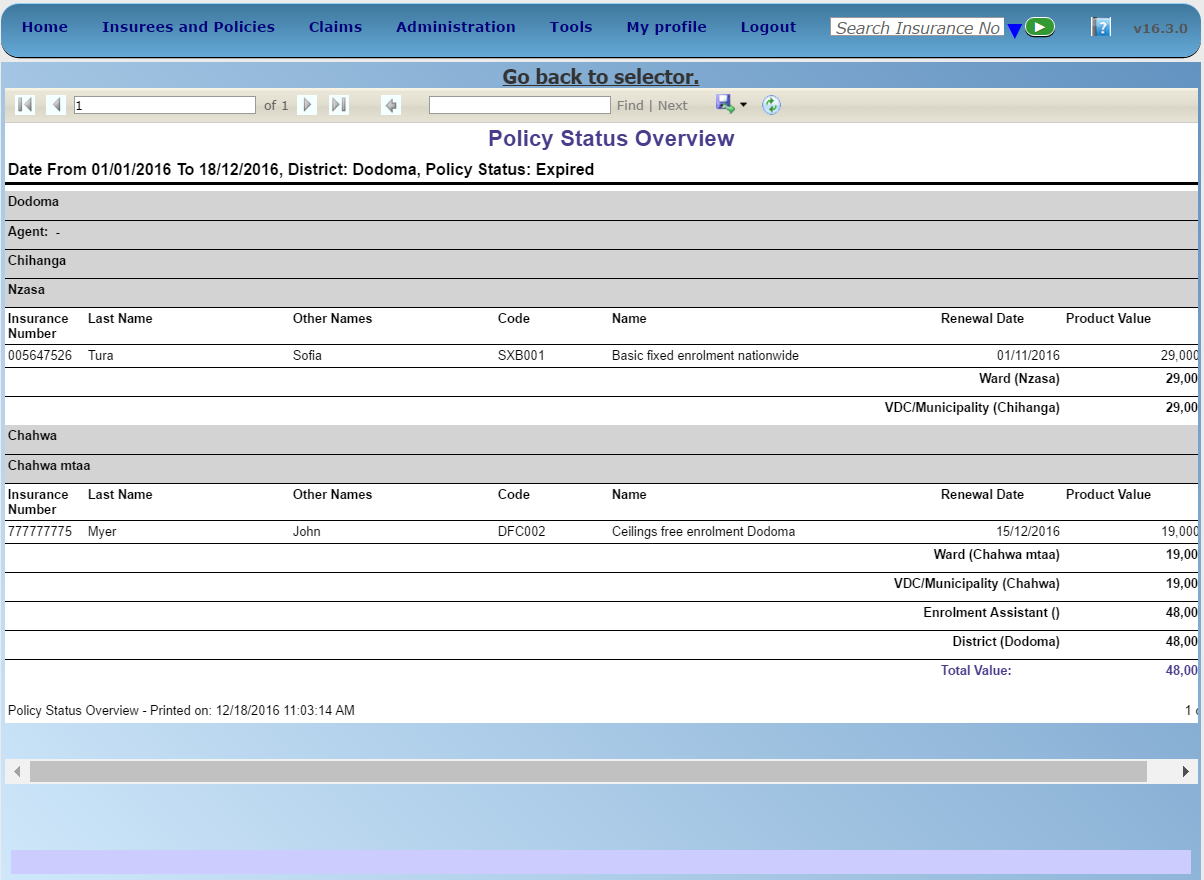 Home Insurees and Policies Claims Administration Tools My profile Logout Search Insurance No v16.3.0
Go back to selector.
1 of 1 Find | Next
Policy Status Overview
Date From 01/01/2016 To 18/12/2016, District: Dodoma, Policy Status: Expired
Dodoma
Agent: -
Chihanga
Nzasa
Insurance Number Last Name Other Names Code Name Renewal Date Product Value
005647526 Tura Sofia SXB001 Basic fixed enrolment nationwide 01/11/2016 29,000
Ward (Nzasa) 29,00
VDC/Municipality (Chihanga) 29,00
Chahwa
Chahwa mtaa
Insurance Number Last Name Other Names Code Name Renewal Date Product Value
777777775 Myer John DFC002 Ceilings free enrolment Dodoma 15/12/2016 19,000
Ward (Chahwa mtaa) 19,00
VDC/Municipality (Chahwa) 19,00
Enrolment Assistant () 48,00
District (Dodoma) 48,00
Total Value: 48,00
Policy Status Overview - Printed on: 12/18/2016 11:03:14 AM 1